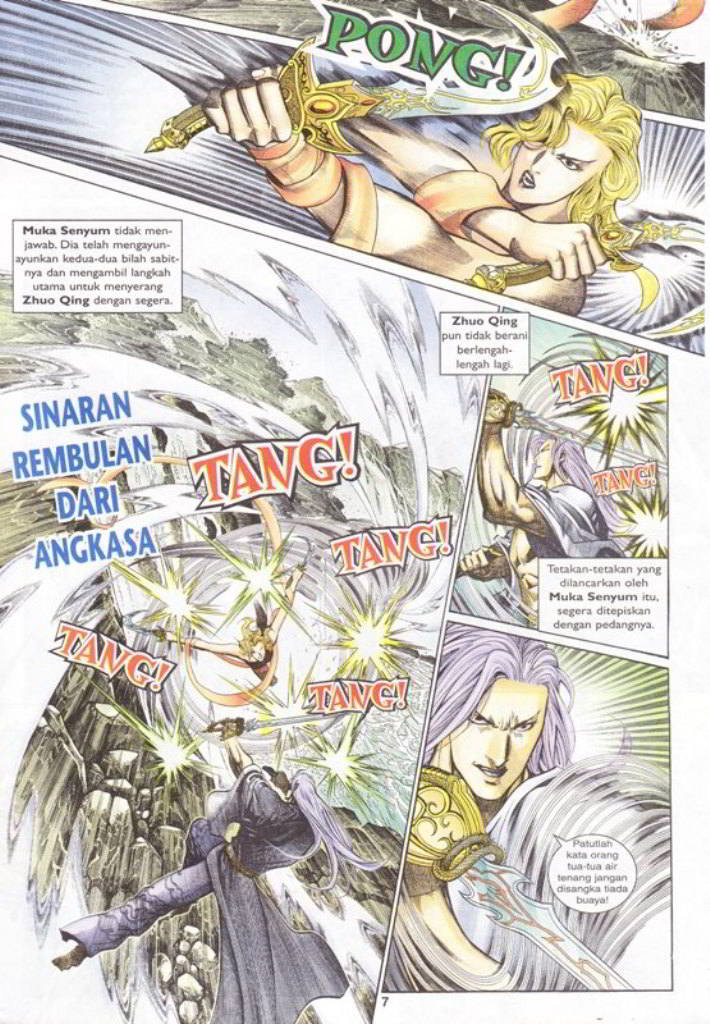 PONG!
Muka Senyum tidak men-
jawab. Dia telah mengayun-
ayunkan kedua-dua bilah sabit-
nya dan mengambil langkah
utama untuk menyerang
Zhuo Qing dengan segera.
Zhuo Qing
pun tidak berani
berlengah-
lengah lagi.
TANG!
TANG!
SINARAN
REMBULAN
DARI
ANGKASA
TANG!
TANG!
TANG!
TANG!
Tetakan-tetakan yang
dilancarkan oleh
Muka Senyum itu,
segera ditepiskan
dengan pedangnya.
Patutlah
kata orang
tua-tua air
tenang jangan
disangka tiada
buaya!
7